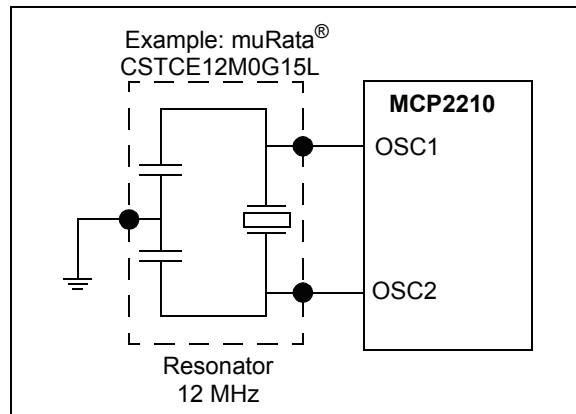 Example: muRata®
CSTCE12M0G15L
MCP2210
OSC1
OSC2
Resonator
12 MHz